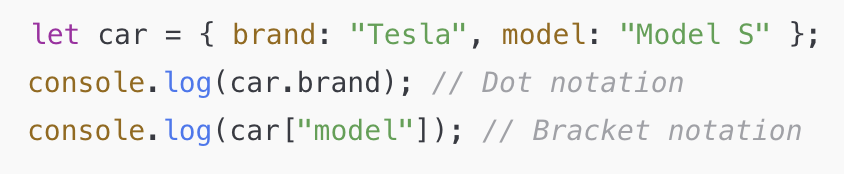 let car = { brand: "Tesla", model: "Model S" };
console.log(car.brand); // Dot notation
console.log(car["model"]); // Bracket notation